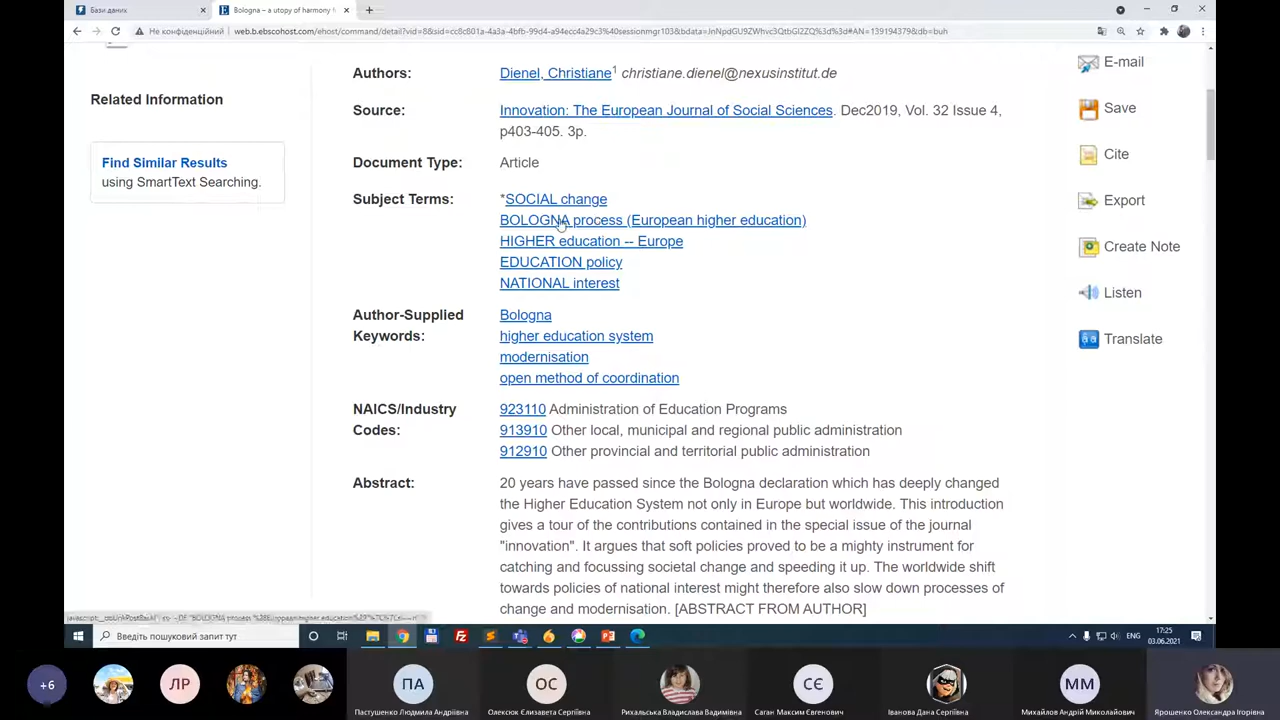 Бази даних
Bologna – a utopy of harmony f
Не конфіденційний
Authors:
Dienel, Christiane1 christiane.dienel@nexusinstitut.de
Related Information
Source:
Innovation: The European Journal of Social Sciences. Dec2019, Vol. 32 Issue 4,
p403-405. 3p.
Find Similar Results
using SmartText Searching.
Document Type:
Article
Subject Terms:
*SOCIAL change
BOLOGNA process (European higher education)
HIGHER education -- Europe
EDUCATION policy
NATIONAL interest
Author-Supplied
Keywords:
Bologna
higher education system
modernisation
open method of coordination
NAICS/Industry
Codes:
923110 Administration of Education Programs
913910 Other local, municipal and regional public administration
912910 Other provincial and territorial public administration
Abstract:
20 years have passed since the Bologna declaration which has deeply changed
the Higher Education System not only in Europe but worldwide. This introduction
gives a tour of the contributions contained in the special issue of the journal
"innovation". It argues that soft policies proved to be a mighty instrument for
catching and focussing societal change and speeding it up. The worldwide shift
towards policies of national interest might therefore also slow down processes of
change and modernisation. [ABSTRACT FROM AUTHOR]
E-mail
Save
Cite
Export
Create Note
Listen
Translate
Введіть пошуковий запит тут
ENG
17:25
03.06.2021
+6
ЛР
ПА
ОС
СЄ
ММ
Пастушенко Людмила Андріївна
Олексюк Єлизавета Сергіївна
Рихальська Владислава Вадимівна
Саган Максим Євгенович
Іванова Дана Сергіївна
Михайлов Андрій Миколайович
Ярошенко Олександра Ігорівна